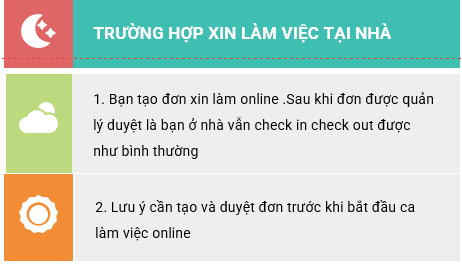 TRƯỜNG HỢP XIN LÀM VIỆC TẠI NHÀ
1. Bạn tạo đơn xin làm online .Sau khi đơn được quản
lý duyệt là bạn ở nhà vẫn check in check out được
như bình thường
2. Lưu ý cần tạo và duyệt đơn trước khi bắt đầu ca
làm việc online